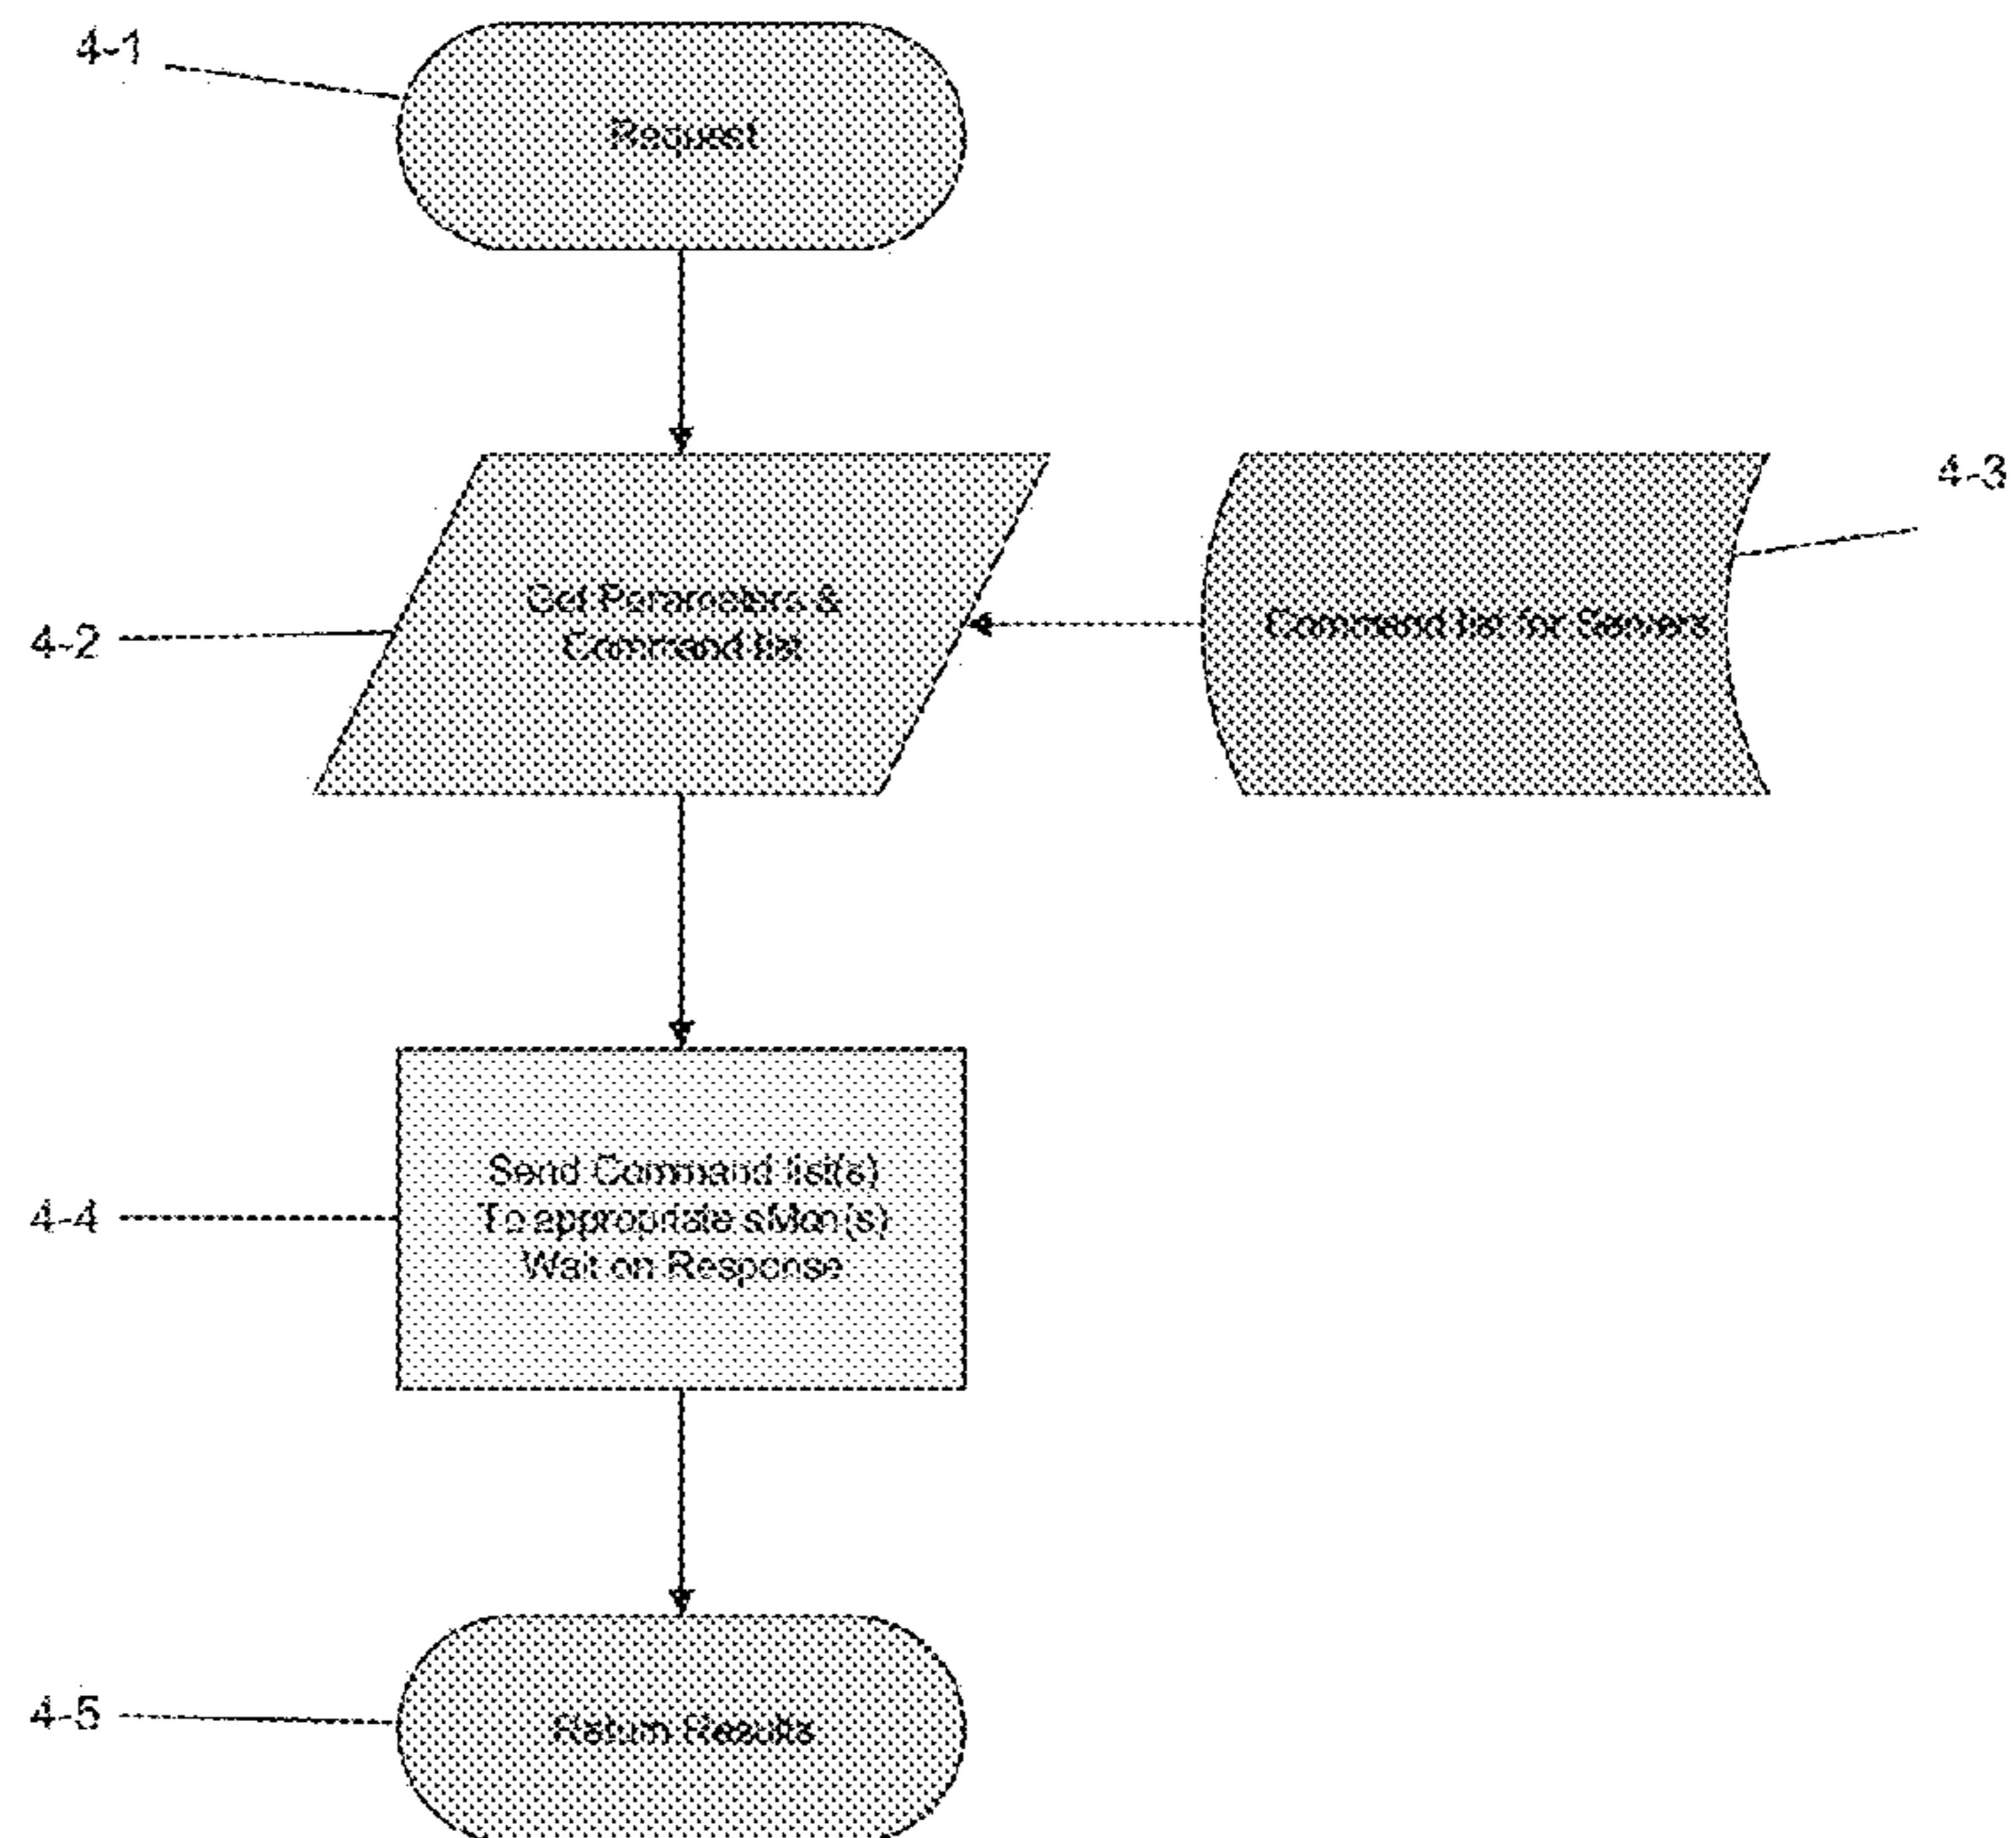 4-1
Request
4-3
Get Parameters &
Command list
Command list for Servers
4-2
Send Command list(s)
To appropriate sMon(s)
Wait on Response
4-4
4-5
Return Results